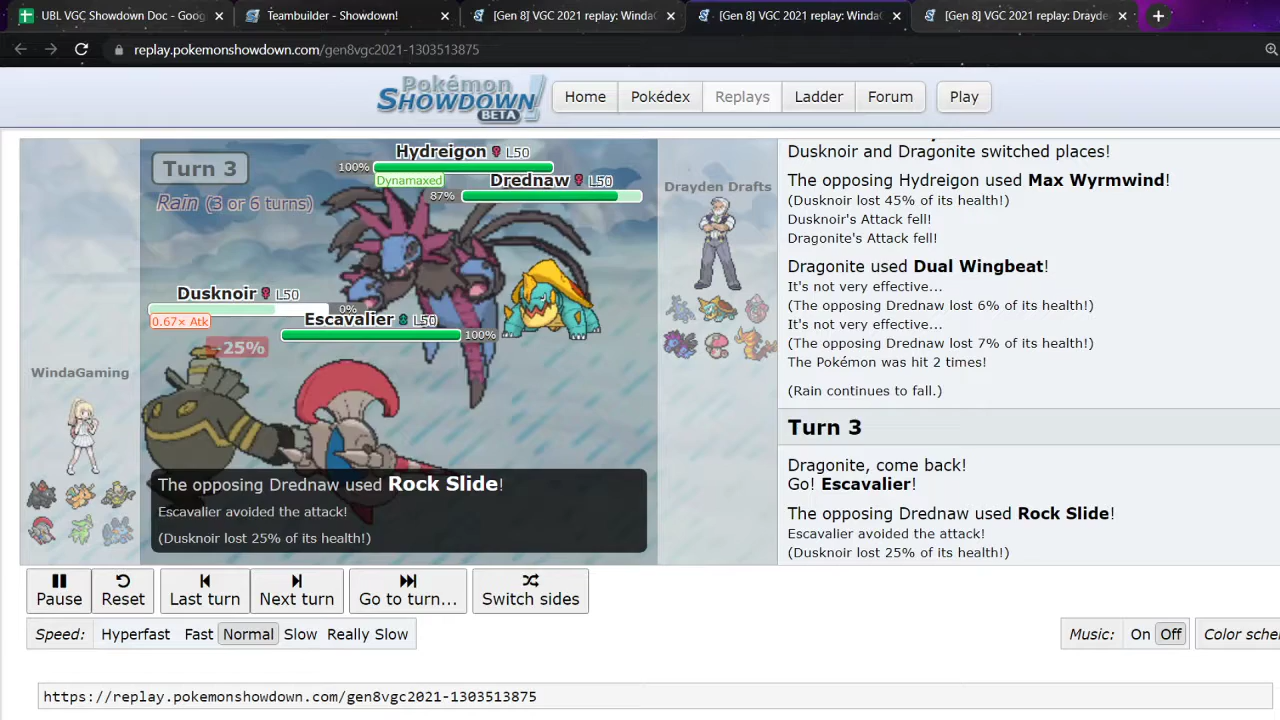 UBL VGC Showdown Doc - Goog
Teambuilder - Showdown!
[Gen 8] VGC 2021 replay: WindaG
[Gen 8] VGC 2021 replay: WindaG
[Gen 8] VGC 2021 replay: Drayde
replay.pokemonshowdown.com/gen8vgc2021-1303513875
Pokémon
SHOWDOWN!
BETA
Home
Pokédex
Replays
Ladder
Forum
Play
Turn 3
Rain (3 or 6 turns)
Hydreigon L50
100%
Dynamaxed
Drednaw L50
87%
Dusknoir L50
0%
0.67× Atk
Escavalier L50
100%
-25%
WindaGaming
Drayden Drafts
The opposing Drednaw used Rock Slide!
Escavalier avoided the attack!
(Dusknoir lost 25% of its health!)
Dusknoir and Dragonite switched places!
The opposing Hydreigon used Max Wyrmwind!
(Dusknoir lost 45% of its health!)
Dusknoir's Attack fell!
Dragonite's Attack fell!
Dragonite used Dual Wingbeat!
It's not very effective...
(The opposing Drednaw lost 6% of its health!)
It's not very effective...
(The opposing Drednaw lost 7% of its health!)
The Pokémon was hit 2 times!
(Rain continues to fall.)
Turn 3
Dragonite, come back!
Go! Escavalier!
The opposing Drednaw used Rock Slide!
Escavalier avoided the attack!
(Dusknoir lost 25% of its health!)
Pause
Reset
Last turn
Next turn
Go to turn...
Switch sides
Speed: Hyperfast Fast Normal Slow Really Slow
Music: On Off
Color sche
https://replay.pokemonshowdown.com/gen8vgc2021-1303513875